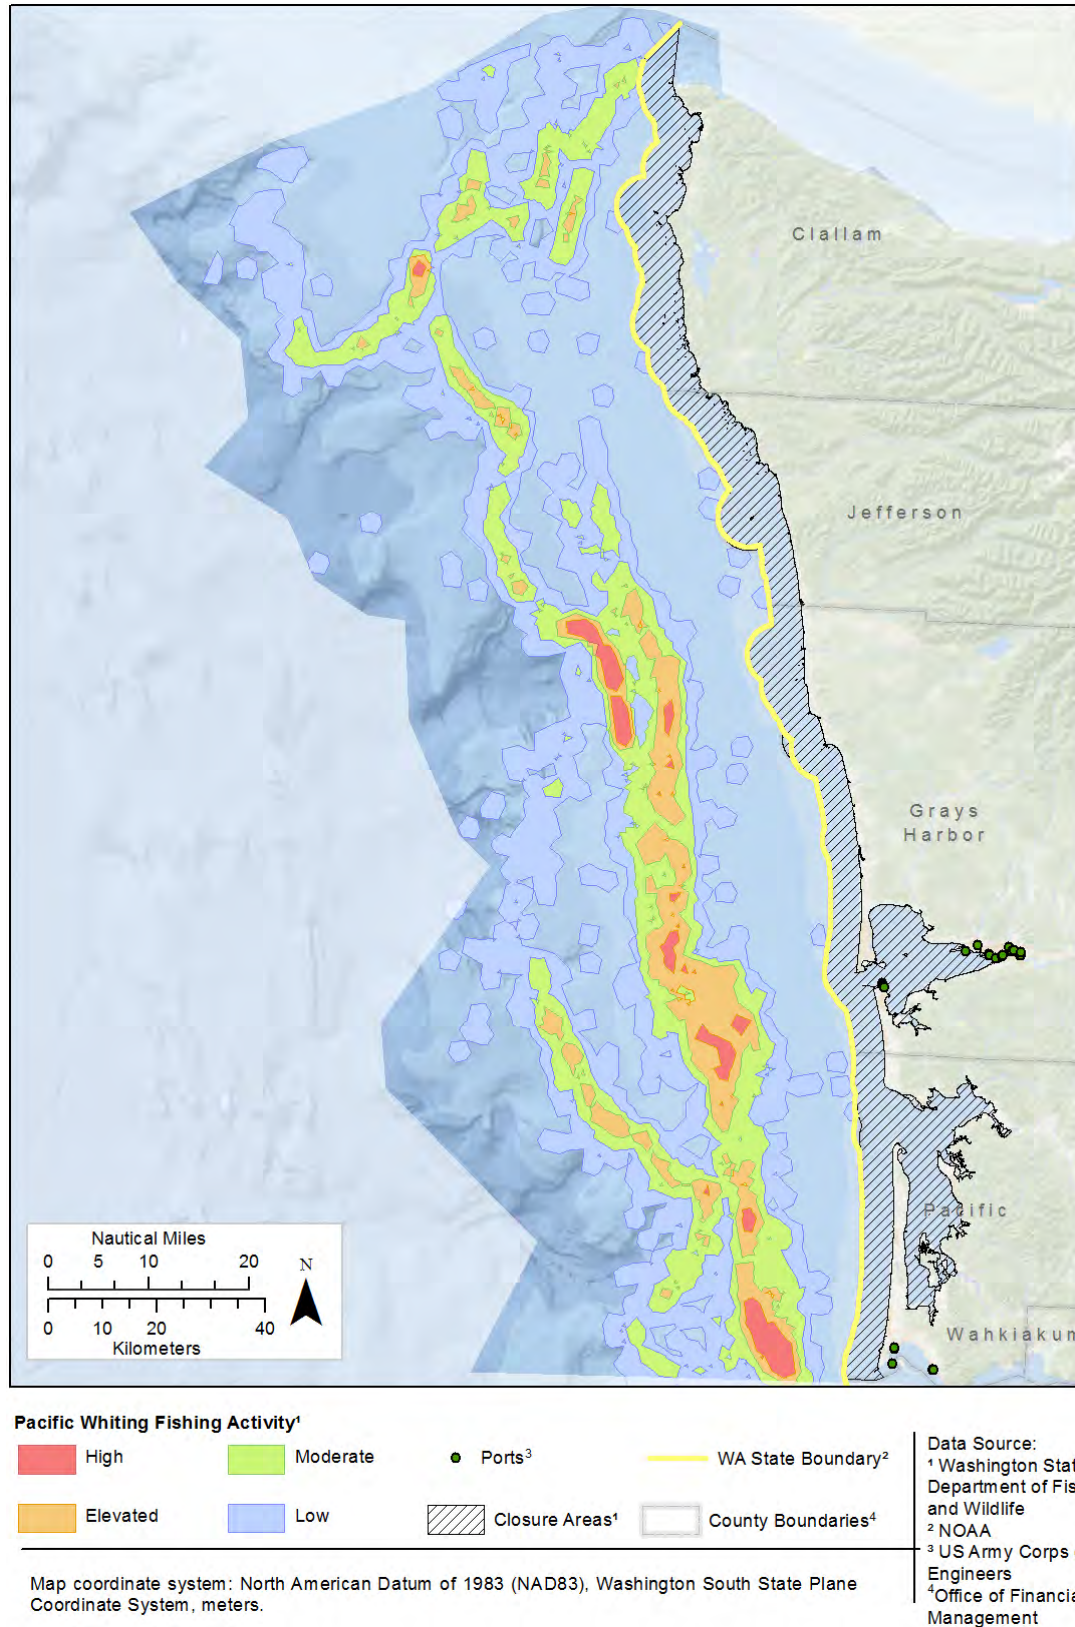 Clallam
Jefferson
Grays
Harbor
Pacific
Wahkiakum
Nautical Miles
0 5 10 20
N
0 10 20 40
Kilometers
Pacific Whiting Fishing Activity¹
High
Moderate
Ports³
WA State Boundary²
Elevated
Low
Closure Areas¹
County Boundaries⁴
Data Source:
¹ Washington Stat
Department of Fis
and Wildlife
² NOAA
³ US Army Corps
Engineers
⁴Office of Financia
Management
Map coordinate system: North American Datum of 1983 (NAD83), Washington South State Plane
Coordinate System, meters.